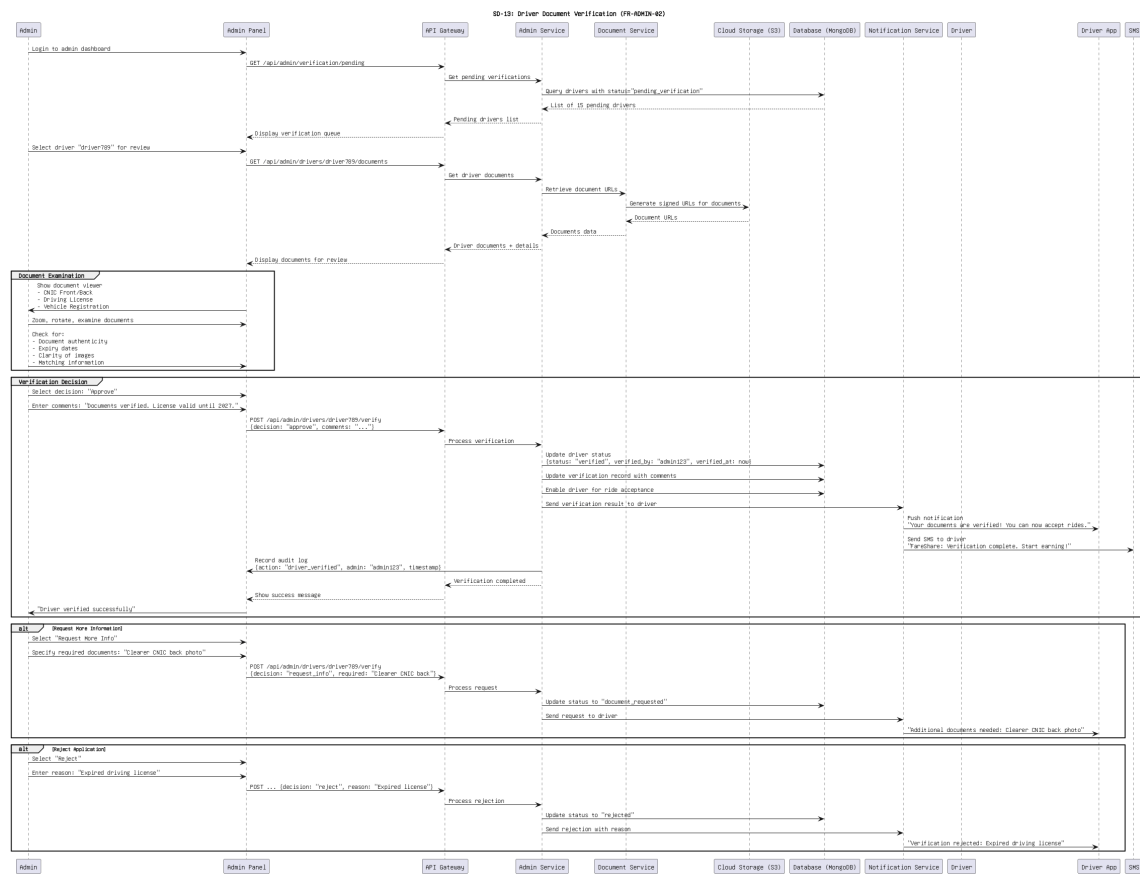 SD-13: Driver Document Verification (FR-ADMIN-02)
Admin
Admin Panel
API Gateway
Admin Service
Document Service
Cloud Storage (S3)
Database (MongoDB)
Notification Service
Driver
Driver App
SMS
Login to admin dashboard
GET /api/admin/verification/pending
Get pending verifications
Query drivers with status="pending_verification"
List of 15 pending drivers
Pending drivers list
Display verification queue
Select driver "driver789" for review
GET /api/admin/drivers/driver789/documents
Get driver documents
Retrieve document URLs
Generate signed URLs for documents
Document URLs
Documents data
Driver documents + details
Display documents for review
Document Examination
Show document viewer
- CNIC Front/Back
- Driving License
- Vehicle Registration
Zoom, rotate, examine documents
Check for:
- Document authenticity
- Expiry dates
- Clarity of images
- Matching information
Verification Decision
Select decision: "Approve"
Enter comments: "Documents verified. License valid until 2027."
POST /api/admin/drivers/driver789/verify
{decision: "approve", comments: "..."}
Process verification
Update driver status
{status: "verified", verified_by: "admin123", verified_at: now}
Update verification record with comments
Enable driver for ride acceptance
Send verification result to driver
Push notification
"Your documents are verified! You can now accept rides."
Send SMS to driver
"FareShare: Verification complete. Start earning!"
Record audit log
{action: "driver_verified", admin: "admin123", timestamp}
Verification completed
Show success message
"Driver verified successfully"
alt [Request More Information]
Select "Request More Info"
Specify required documents: "Clearer CNIC back photo"
POST /api/admin/drivers/driver789/verify
{decision: "request_info", required: "Clearer CNIC back"}
Process request
Update status to "document_requested"
Send request to driver
"Additional documents needed: Clearer CNIC back photo"
alt [Reject Application]
Select "Reject"
Enter reason: "Expired driving license"
POST ... {decision: "reject", reason: "Expired license"}
Process rejection
Update status to "rejected"
Send rejection with reason
"Verification rejected: Expired driving license"
Admin
Admin Panel
API Gateway
Admin Service
Document Service
Cloud Storage (S3)
Database (MongoDB)
Notification Service
Driver
Driver App
SMS